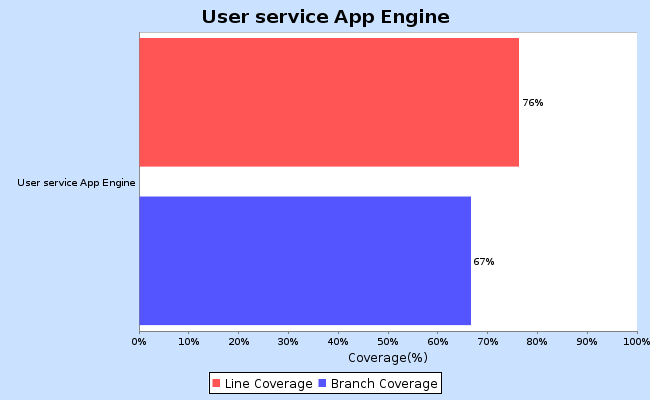 User service App Engine
76%
User service App Engine
67%
0% 10% 20% 30% 40% 50% 60% 70% 80% 90% 100%
Coverage(%)
Line Coverage Branch Coverage